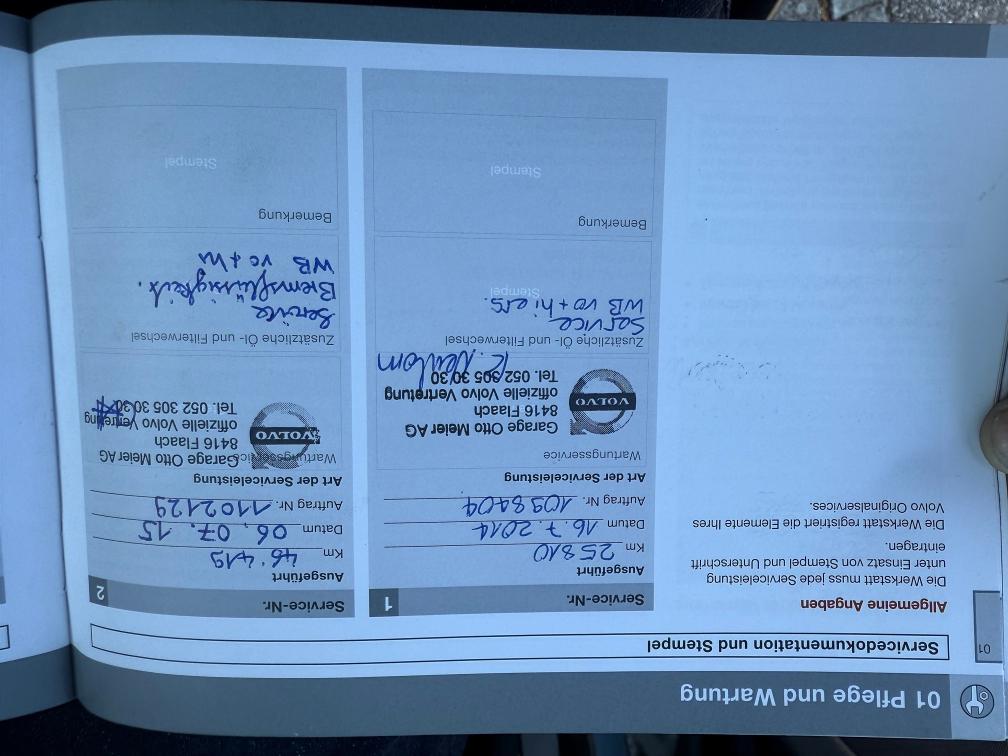 01 Pflege und Wartung
01
Servicedokumentation und Stempel
Allgemeine Angaben
Die Werkstatt muss jede Serviceleistung
unter Einsatz von Stempel und Unterschrift
eintragen.
Die Werkstatt registriert die Elemente Ihres
Volvo Originalservices.
Service-Nr. 1
Ausgeführt
Km 25810
Datum 16.7.2014
Auftrag Nr. 1098404
Art der Serviceleistung
Wartungsservice
VOLVO
Garage Otto Meier AG
8416 Flaach
offizielle Volvo Vertretung
Tel. 052 305 30 30
Zusätzliche Öl- und Filterwechsel
Service
WB vo + hi ers.
Stempel
Bemerkung
Stempel
Service-Nr. 2
Ausgeführt
Km 46'419
Datum 06.07.15
Auftrag Nr. 1102129
Art der Serviceleistung
Wartungsservice
VOLVO
Garage Otto Meier AG
8416 Flaach
offizielle Volvo Vertretung
Tel. 052 305 30 30
Zusätzliche Öl- und Filterwechsel
Service
Bremsflüssigkeit.
WB vo + hi
Bemerkung
Stempel